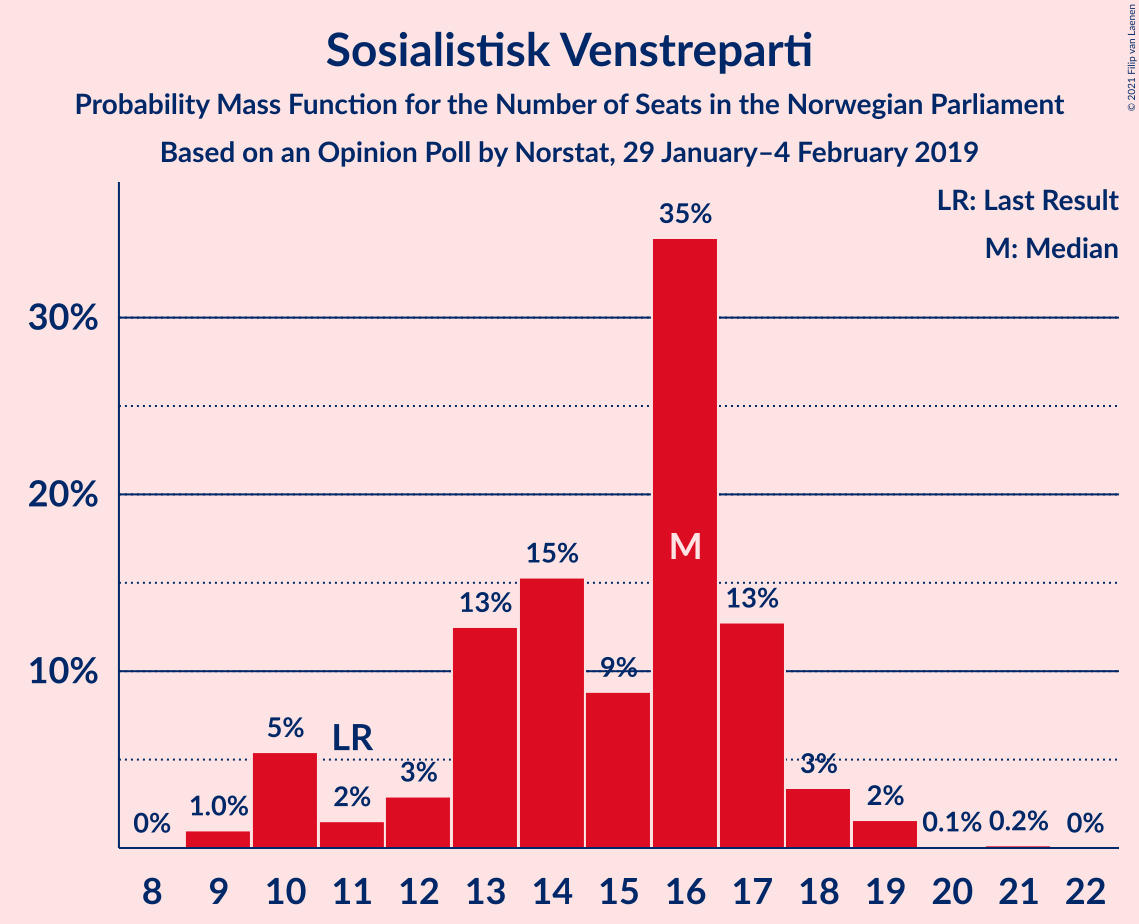 Sosialistisk Venstreparti
Probability Mass Function for the Number of Seats in the Norwegian Parliament
Based on an Opinion Poll by Norstat, 29 January–4 February 2019
© 2021 Filip van Laenen
LR: Last Result
M: Median
30%
20%
10%
0%
1.0%
5%
LR
2%
3%
13%
15%
9%
35%
M
13%
3%
2%
0.1%
0.2%
0%
8 9 10 11 12 13 14 15 16 17 18 19 20 21 22